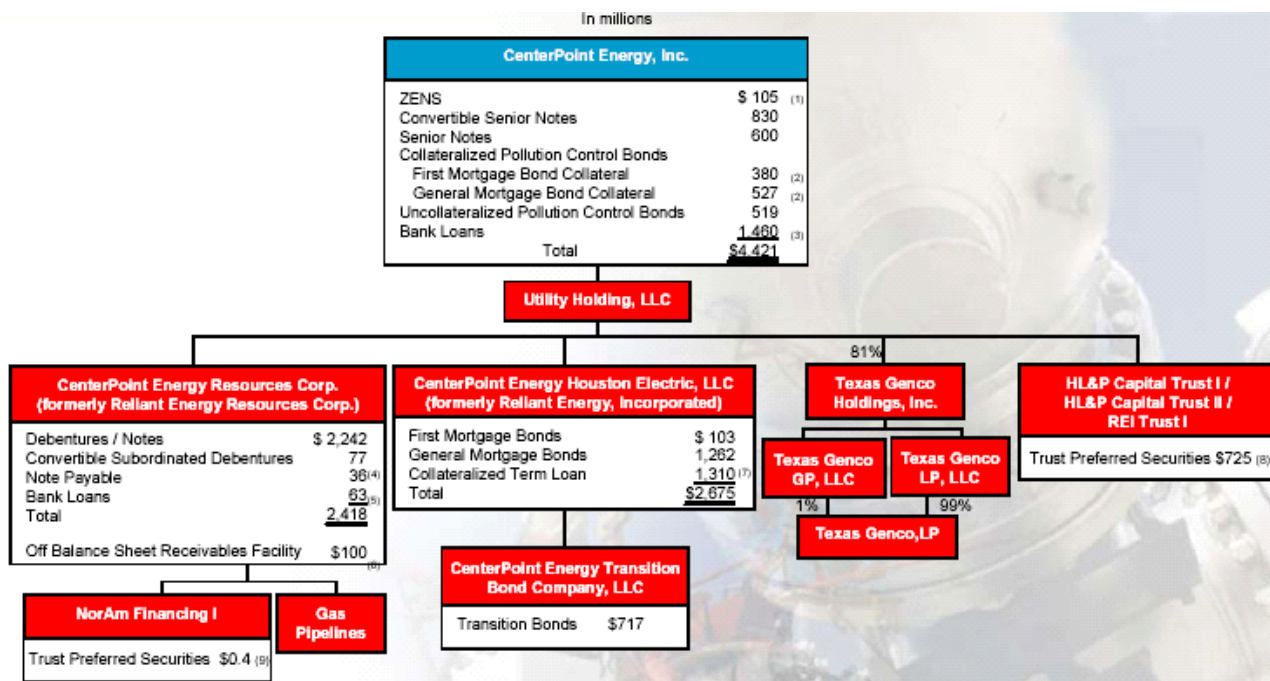 In millions
CenterPoint Energy, Inc.
ZENS $ 105 (1)
Convertible Senior Notes 830
Senior Notes 600
Collateralized Pollution Control Bonds
First Mortgage Bond Collateral 380 (2)
General Mortgage Bond Collateral 527 (2)
Uncollateralized Pollution Control Bonds 519
Bank Loans 1,460 (3)
Total $4,421
Utility Holding, LLC
81%
CenterPoint Energy Resources Corp.
(formerly Reliant Energy Resources Corp.)
Debentures / Notes $ 2,242
Convertible Subordinated Debentures 77
Note Payable 36(4)
Bank Loans 63(5)
Total 2,418
Off Balance Sheet Receivables Facility $100
(6)
NorAm Financing I
Trust Preferred Securities $0.4 (9)
Gas
Pipelines
CenterPoint Energy Houston Electric, LLC
(formerly Reliant Energy, Incorporated)
First Mortgage Bonds $ 103
General Mortgage Bonds 1,262
Collateralized Term Loan 1,310(7)
Total $2,675
CenterPoint Energy Transition
Bond Company, LLC
Transition Bonds $717
Texas Genco
Holdings, Inc.
Texas Genco
GP, LLC
Texas Genco
LP, LLC
1% 99%
Texas Genco,LP
HL&P Capital Trust I /
HL&P Capital Trust II /
REI Trust I
Trust Preferred Securities $725 (8)